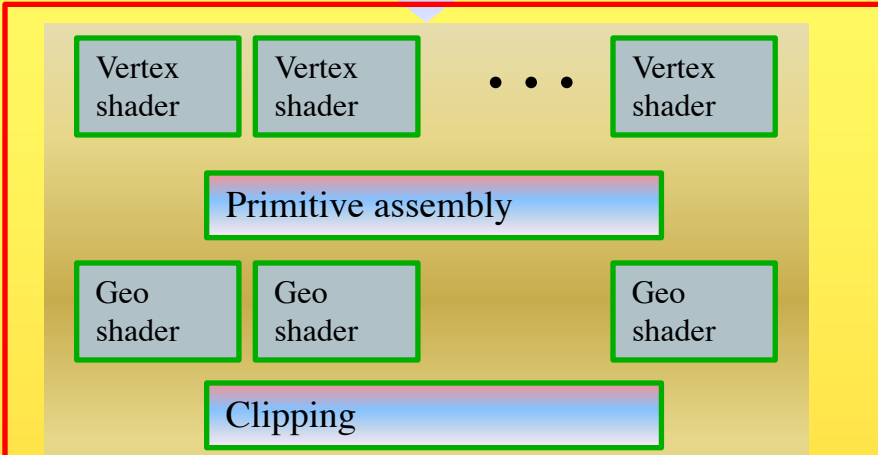 Vertex
shader
Vertex
shader
• • •
Vertex
shader
Primitive assembly
Geo
shader
Geo
shader
Geo
shader
Clipping